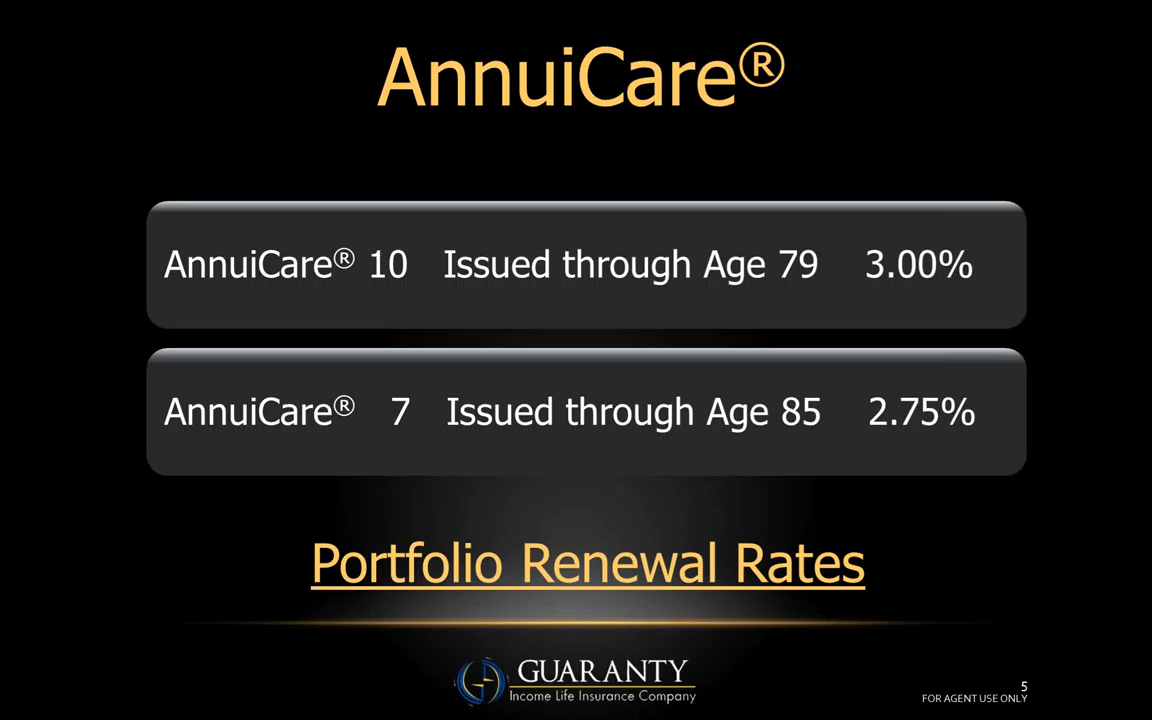 AnnuiCare®
AnnuiCare® 10 Issued through Age 79 3.00%
AnnuiCare® 7 Issued through Age 85 2.75%
Portfolio Renewal Rates
GUARANTY
Income Life Insurance Company
5
FOR AGENT USE ONLY